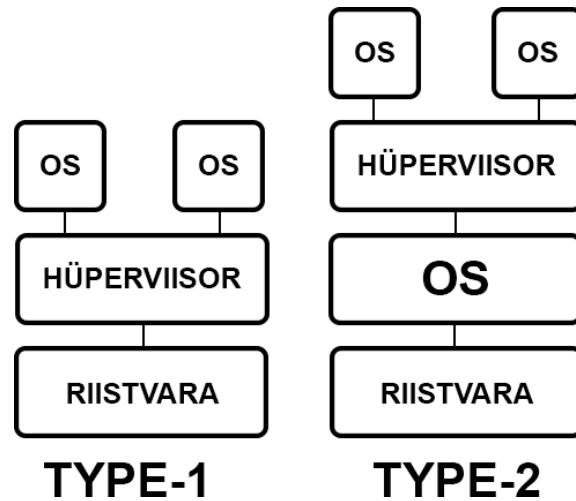 OS OS
HÜPERVIISOR
RIISTVARA
TYPE-1
OS OS
HÜPERVIISOR
OS
RIISTVARA
TYPE-2